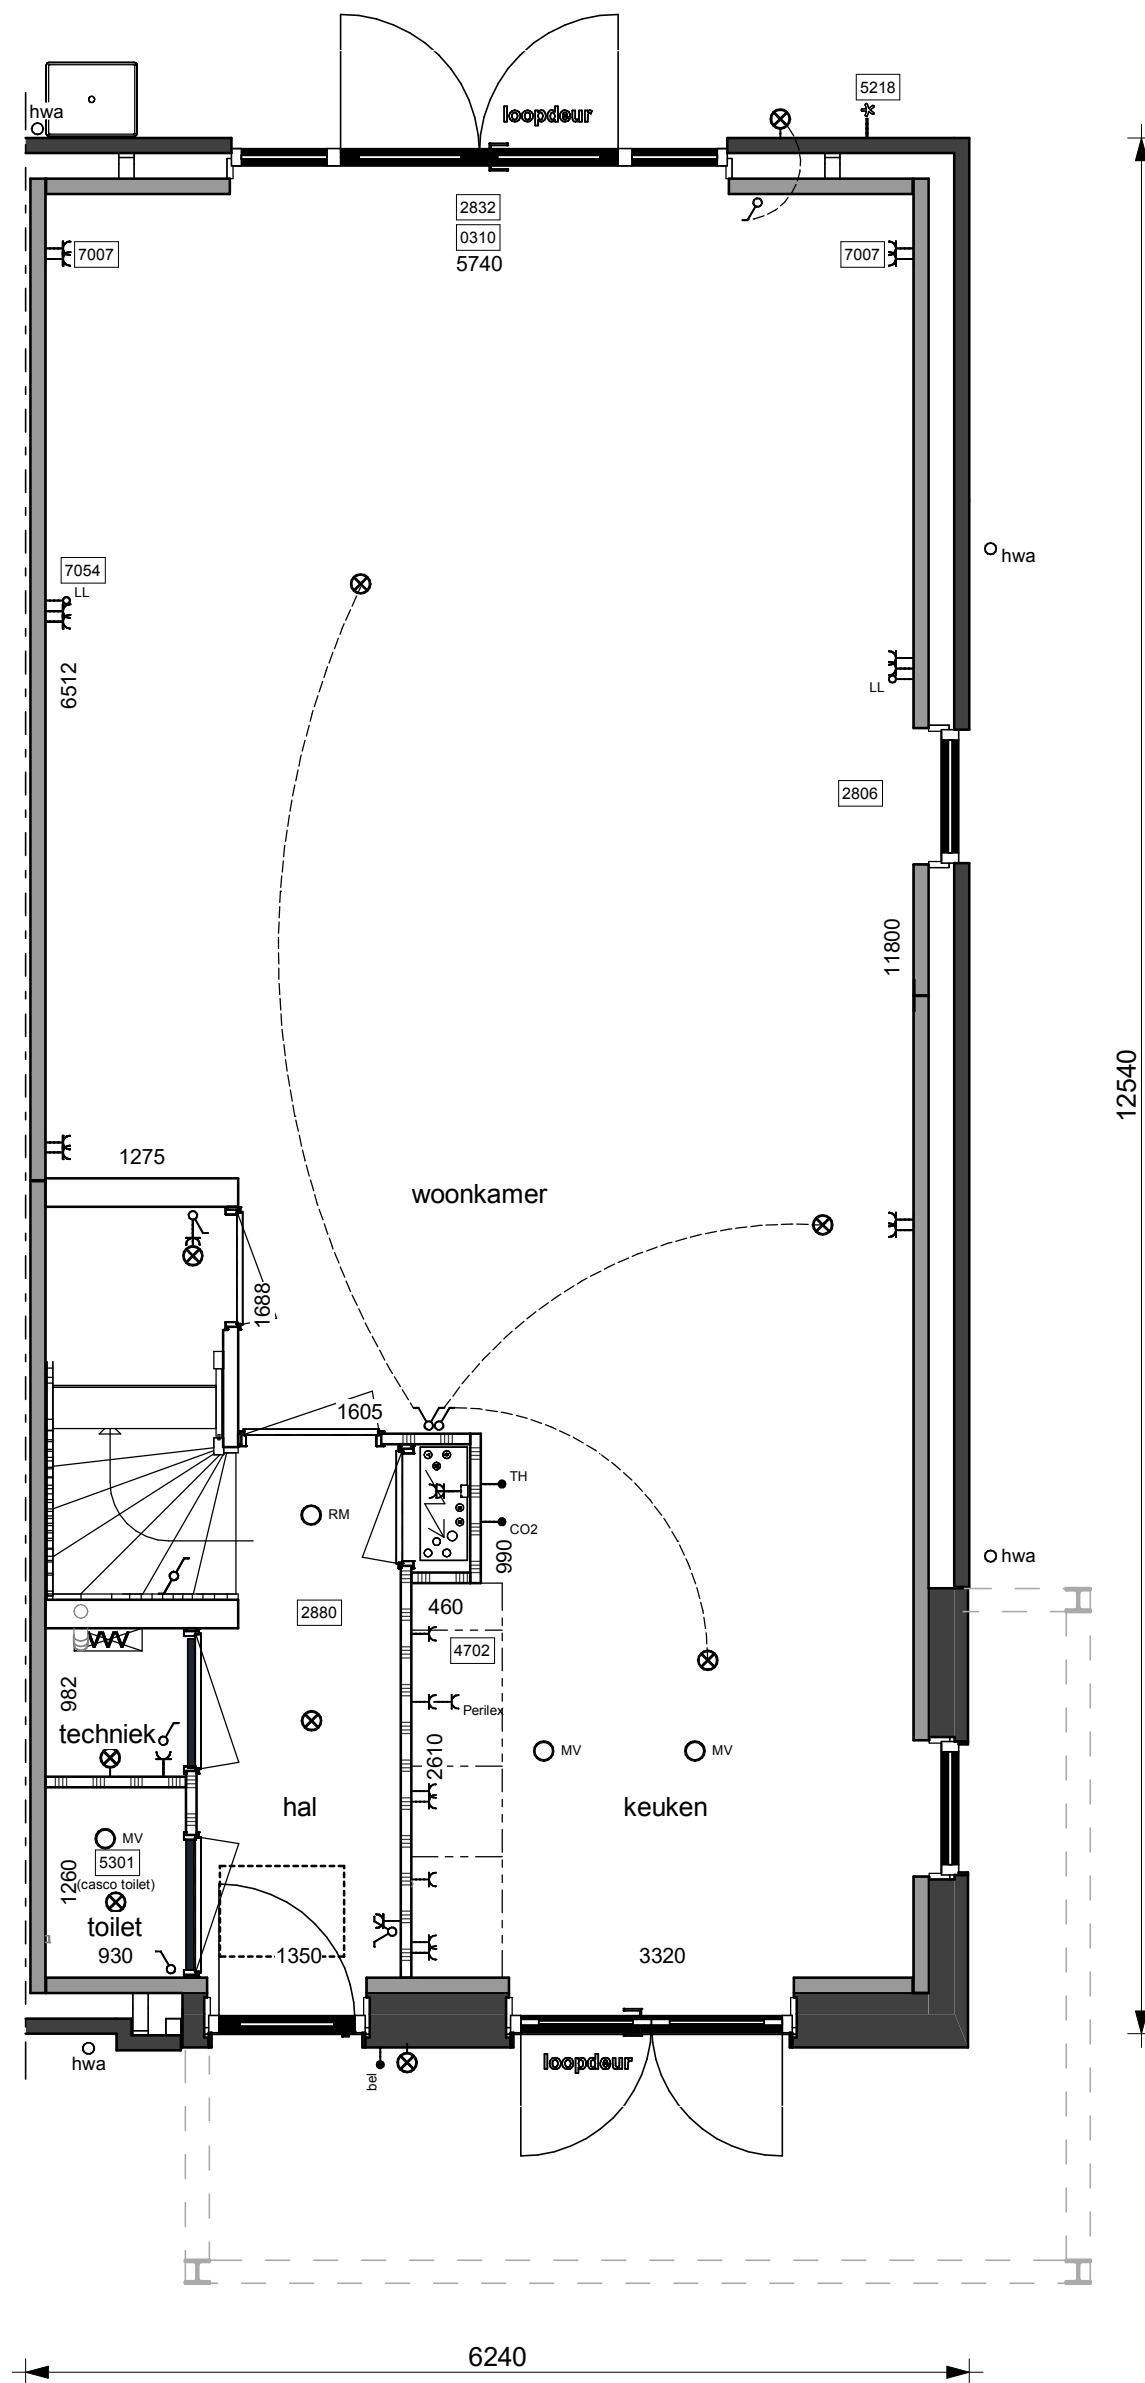 loopdeur
5218
hwa
2832
0310
5740
7007
7007
hwa
7054
LL
6512
LL
2806
11800
12540
1275
woonkamer
1688
1605
TH
RM
CO2
990
hwa
460
2880
4702
982
Perilex
techniek
2610
MV
MV
hal
keuken
MV
5301
1260
(casco toilet)
toilet
930
1350
3320
hwa
bel
loopdeur
6240